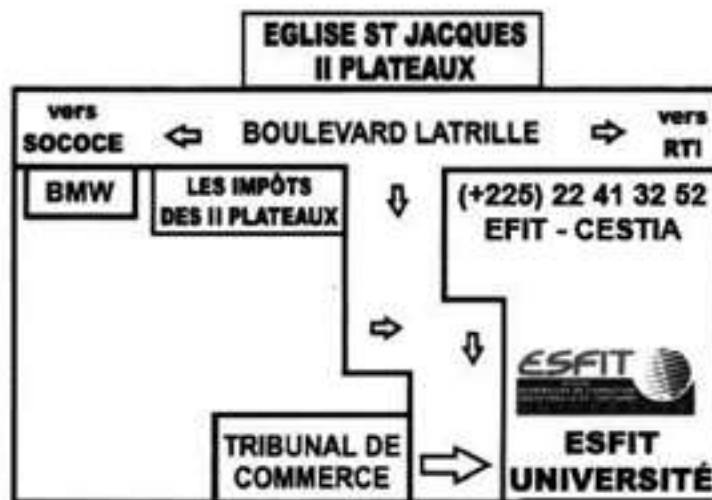 EGLISE ST JACQUES
II PLATEAUX
vers
SOCOCE
BOULEVARD LATRILLE
vers
RTI
BMW
LES IMPÔTS
DES II PLATEAUX
(+225) 22 41 32 52
EFIT - CESTIA
ESFIT
TRIBUNAL DE
COMMERCE
ESFIT
UNIVERSITÉ